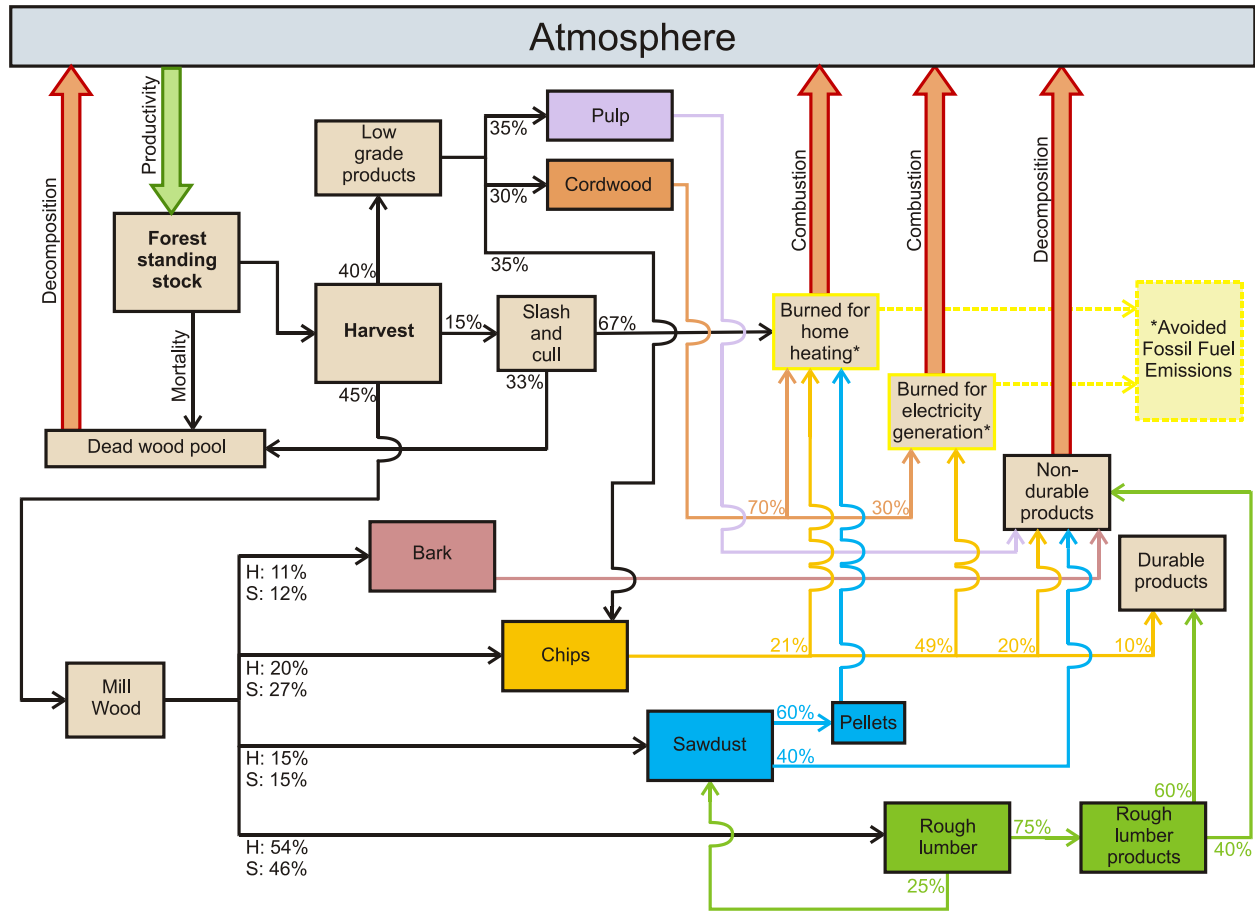 Atmosphere
Decomposition
Productivity
Combustion
Combustion
Decomposition
Low
grade
products
35%
Pulp
30%
Cordwood
35%
Forest
standing
stock
40%
Harvest
15%
Slash
and
cull
67%
33%
45%
Mortality
Dead wood pool
Burned for
home
heating*
Burned for
electricity
generation*
*Avoided
Fossil Fuel
Emissions
Non-
durable
products
Durable
products
70%
30%
Bark
H: 11%
S: 12%
Chips
H: 20%
S: 27%
21%
49%
20%
10%
Mill
Wood
Sawdust
60%
Pellets
40%
H: 15%
S: 15%
H: 54%
S: 46%
Rough
lumber
75%
25%
Rough
lumber
products
60%
40%